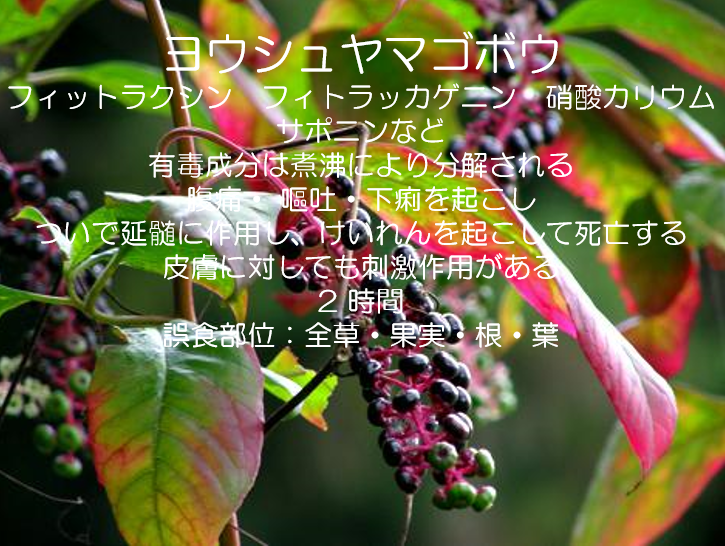 ヨウシュヤマゴボウ
フィットラクシン　フィトラッカゲニン・硝酸カリウム
サポニンなど
有毒成分は煮沸により分解される
腹痛・ 嘔吐・下痢を起こし
ついで延髄に作用し、けいれんを起こして死亡する
皮膚に対しても刺激作用がある
２時間
誤食部位：全草・果実・根・葉